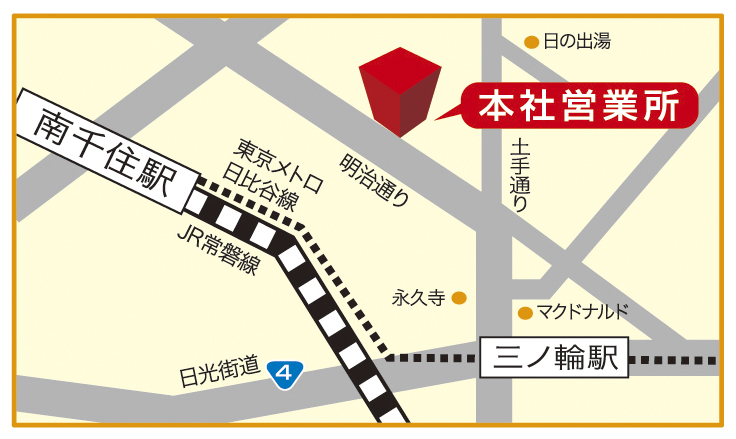 日の出湯
本社営業所
南千住駅
東京メトロ
日比谷線
明治通り
土手通り
JR常磐線
永久寺
マクドナルド
三ノ輪駅
日光街道
4